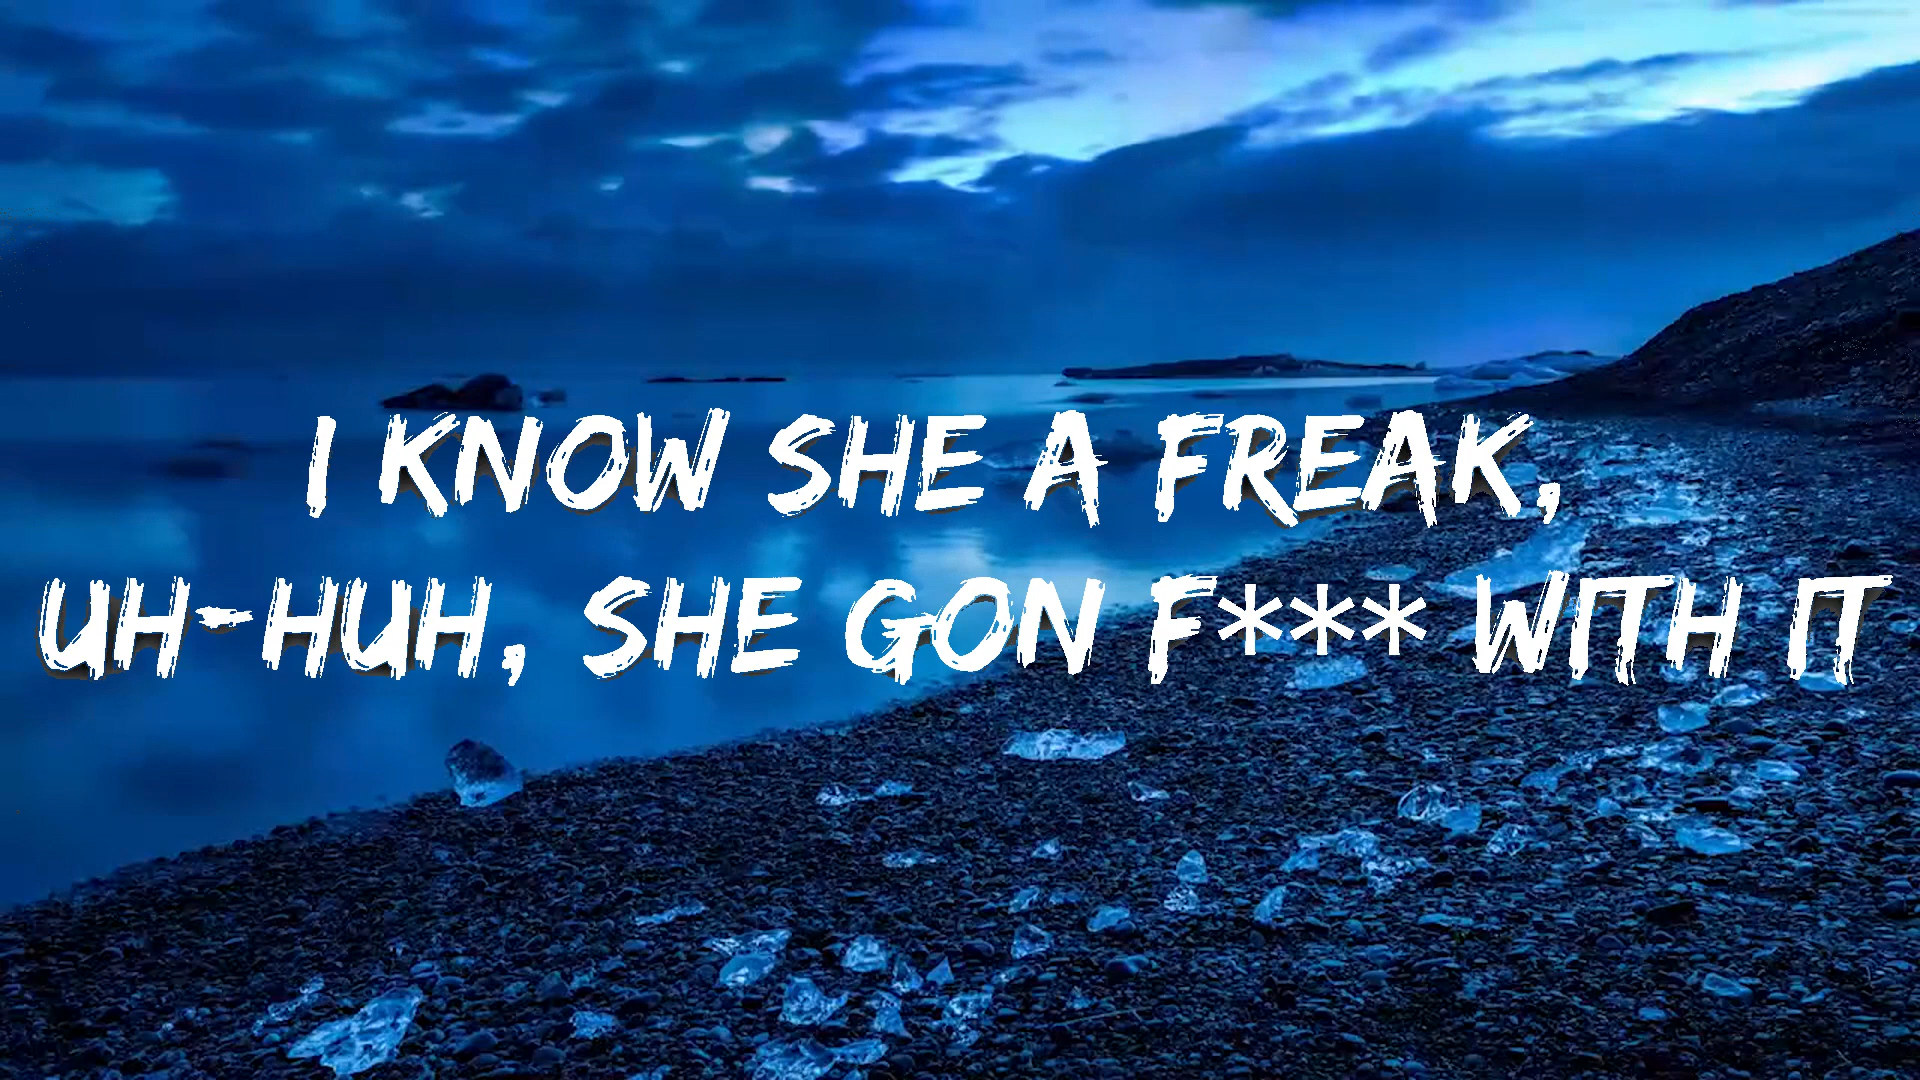 I KNOW SHE A FREAK,
UH-HUH, SHE GON F*** WITH IT